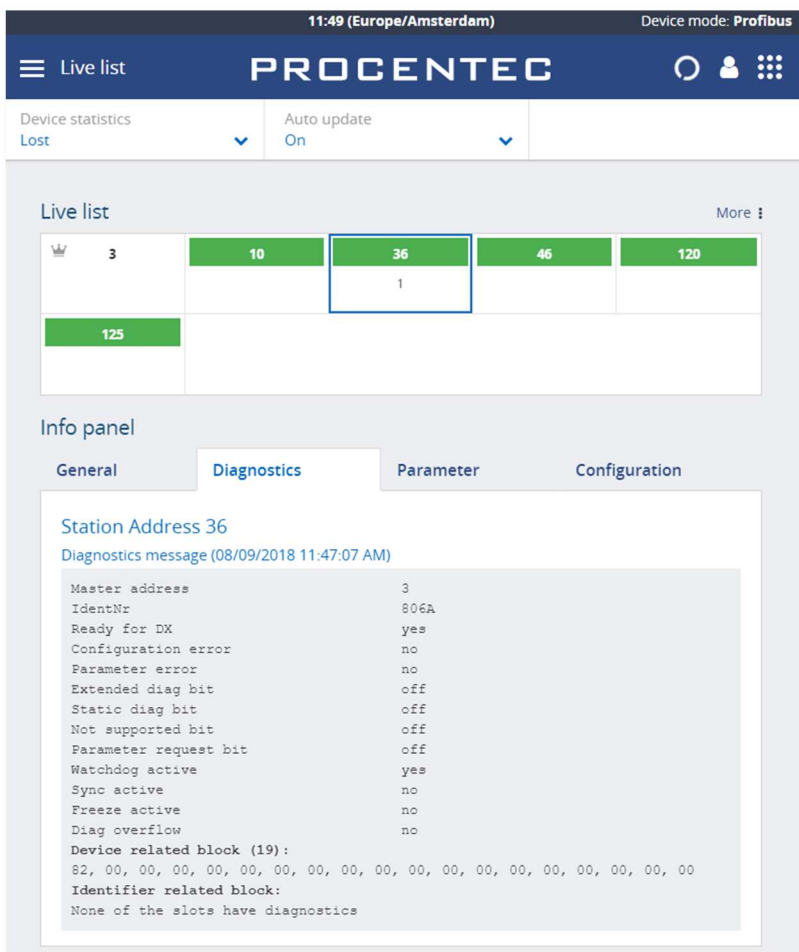 11:49 (Europe/Amsterdam) Device mode: Profibus
Live list PROCENTEC
Device statistics Auto update
Lost On
Live list More
3 10 36 46 120
1
125
Info panel
General Diagnostics Parameter Configuration
Station Address 36
Diagnostics message (08/09/2018 11:47:07 AM)
Master address 3
IdentNr 806A
Ready for DX yes
Configuration error no
Parameter error no
Extended diag bit off
Static diag bit off
Not supported bit off
Parameter request bit off
Watchdog active yes
Sync active no
Freeze active no
Diag overflow no
Device related block (19):
82, 00, 00, 00, 00, 00, 00, 00, 00, 00, 00, 00, 00, 00, 00, 00, 00, 00, 00
Identifier related block:
None of the slots have diagnostics